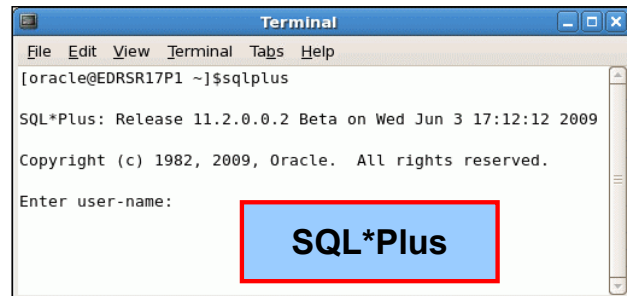 Terminal
File Edit View Terminal Tabs Help
[oracle@EDRSR17P1 ~]$sqlplus
SQL*Plus: Release 11.2.0.0.2 Beta on Wed Jun 3 17:12:12 2009
Copyright (c) 1982, 2009, Oracle.  All rights reserved.
Enter user-name:
SQL*Plus